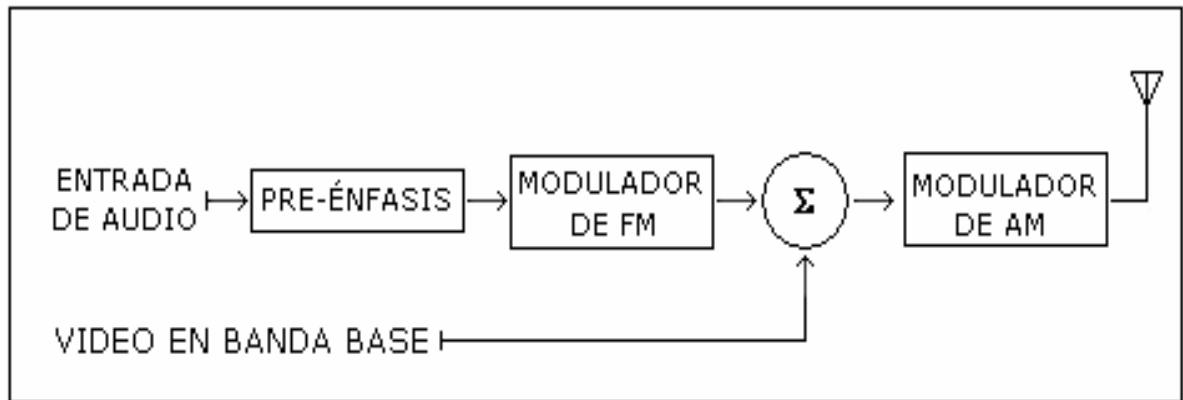 ENTRADA
DE AUDIO
PRE-ÉNFASIS
MODULADOR
DE FM
Σ
MODULADOR
DE AM
VIDEO EN BANDA BASE